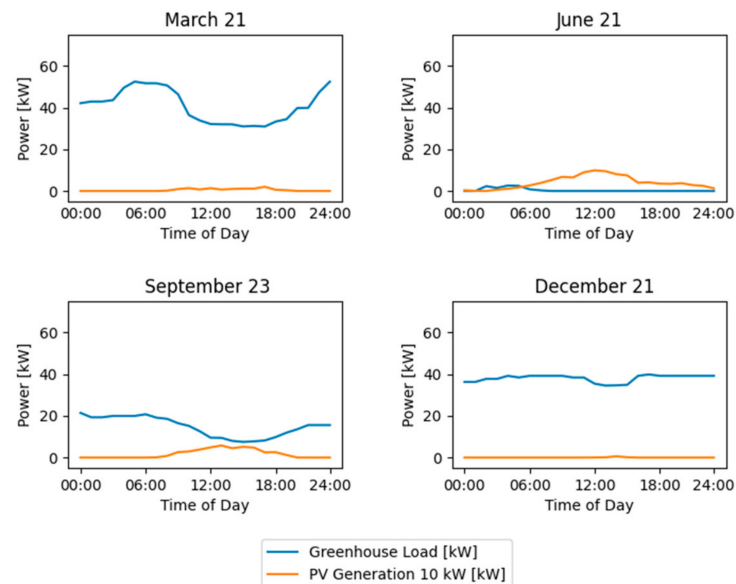 March 21
Power [kW]
60
40
20
0
00:00 06:00 12:00 18:00 24:00
Time of Day
June 21
Power [kW]
60
40
20
0
00:00 06:00 12:00 18:00 24:00
Time of Day
September 23
Power [kW]
60
40
20
0
00:00 06:00 12:00 18:00 24:00
Time of Day
December 21
Power [kW]
60
40
20
0
00:00 06:00 12:00 18:00 24:00
Time of Day
Greenhouse Load [kW]
PV Generation 10 kW [kW]